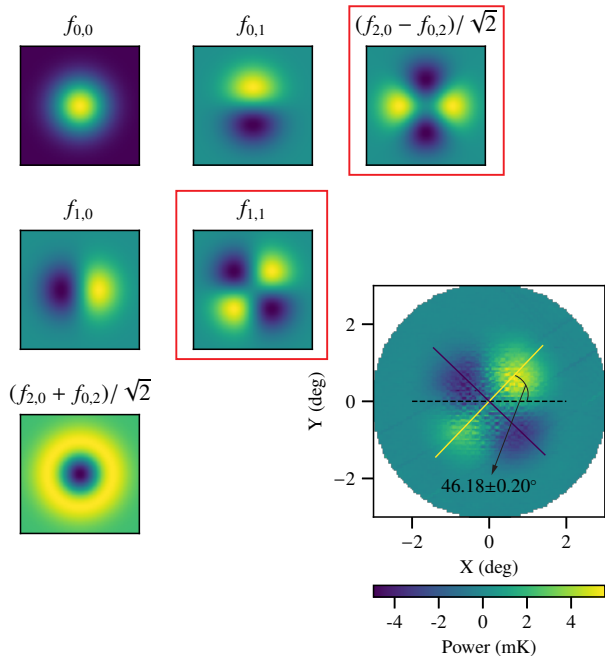 f0,0
f0,1
(f2,0 − f0,2)/ √2
f1,0
f1,1
(f2,0 + f0,2)/ √2
2
0
−2
Y (deg)
46.18±0.20°
−2 0 2
X (deg)
-4 -2 0 2 4
Power (mK)